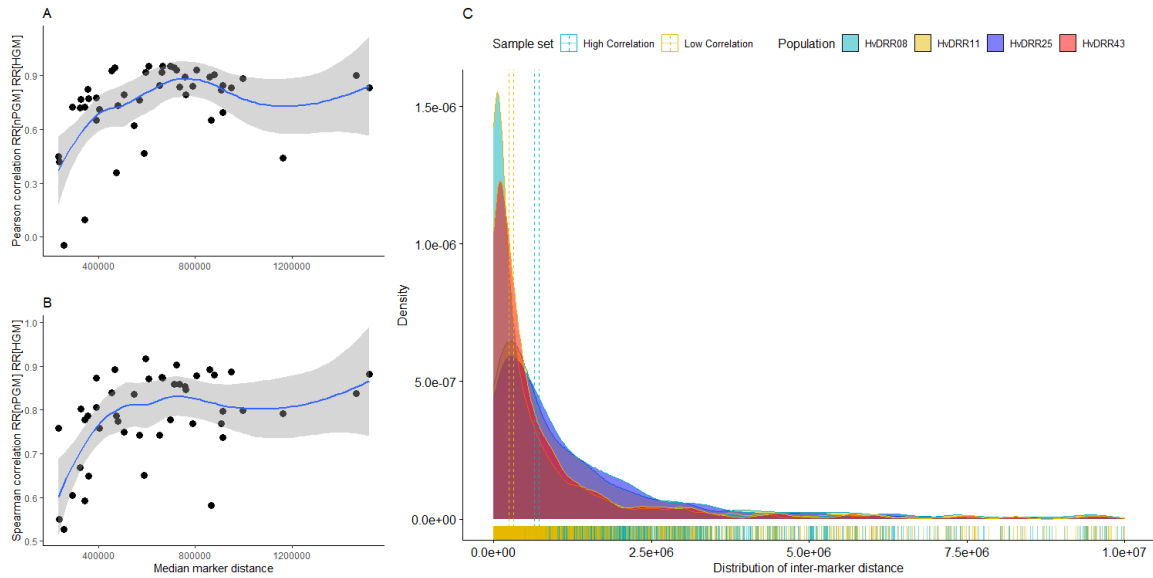 A
Pearson correlation RR[nPGM] RR[HGM]
0.9
0.6
0.3
0.0
400000 800000 1200000
B
Spearman correlation RR[nPGM] RR[HGM]
1.0
0.9
0.8
0.7
0.6
0.5
400000 800000 1200000
Median marker distance
C
Sample set High Correlation Low Correlation Population HvDRR08 HvDRR11 HvDRR25 HvDRR43
Density
1.5e-06
1.0e-06
5.0e-07
0.0e+00
0.0e+00 2.5e+06 5.0e+06 7.5e+06 1.0e+07
Distribution of inter-marker distance